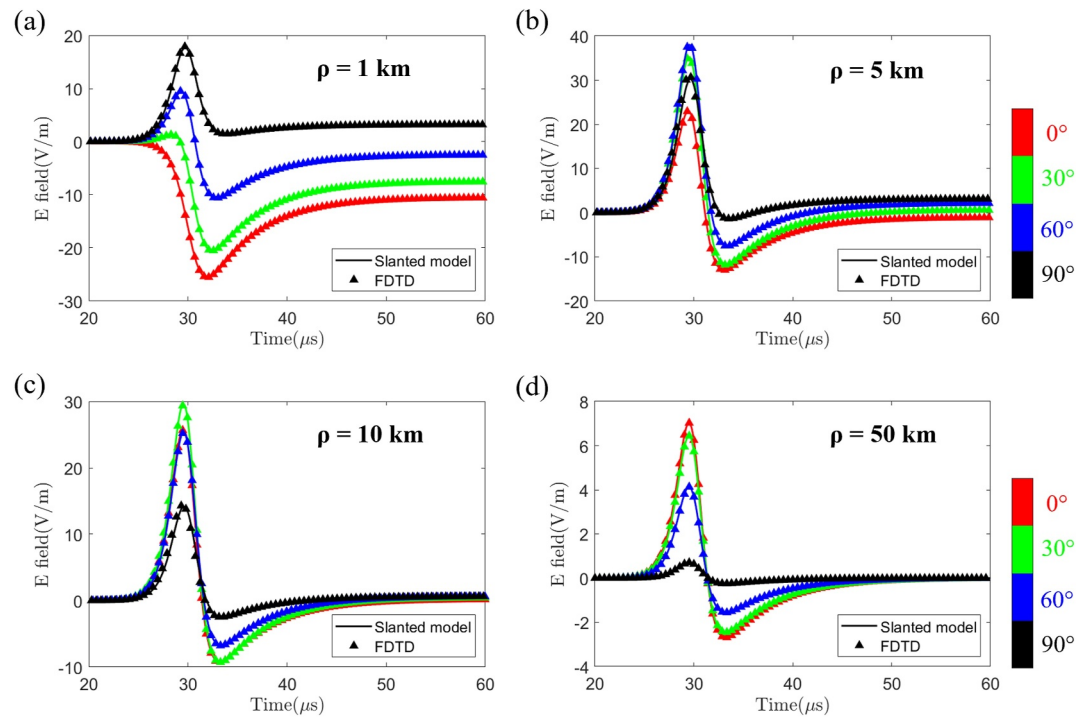 (a)
20
10
0
-10
-20
-30
E field(V/m)
ρ = 1 km
Slanted model
FDTD
20 30 40 50 60
Time(μs)
(b)
40
30
20
10
0
-10
-20
E field(V/m)
ρ = 5 km
Slanted model
FDTD
20 30 40 50 60
Time(μs)
0°
30°
60°
90°
(c)
30
20
10
0
-10
E field(V/m)
ρ = 10 km
Slanted model
FDTD
20 30 40 50 60
Time(μs)
(d)
8
6
4
2
0
-2
-4
E field(V/m)
ρ = 50 km
Slanted model
FDTD
20 30 40 50 60
Time(μs)
0°
30°
60°
90°